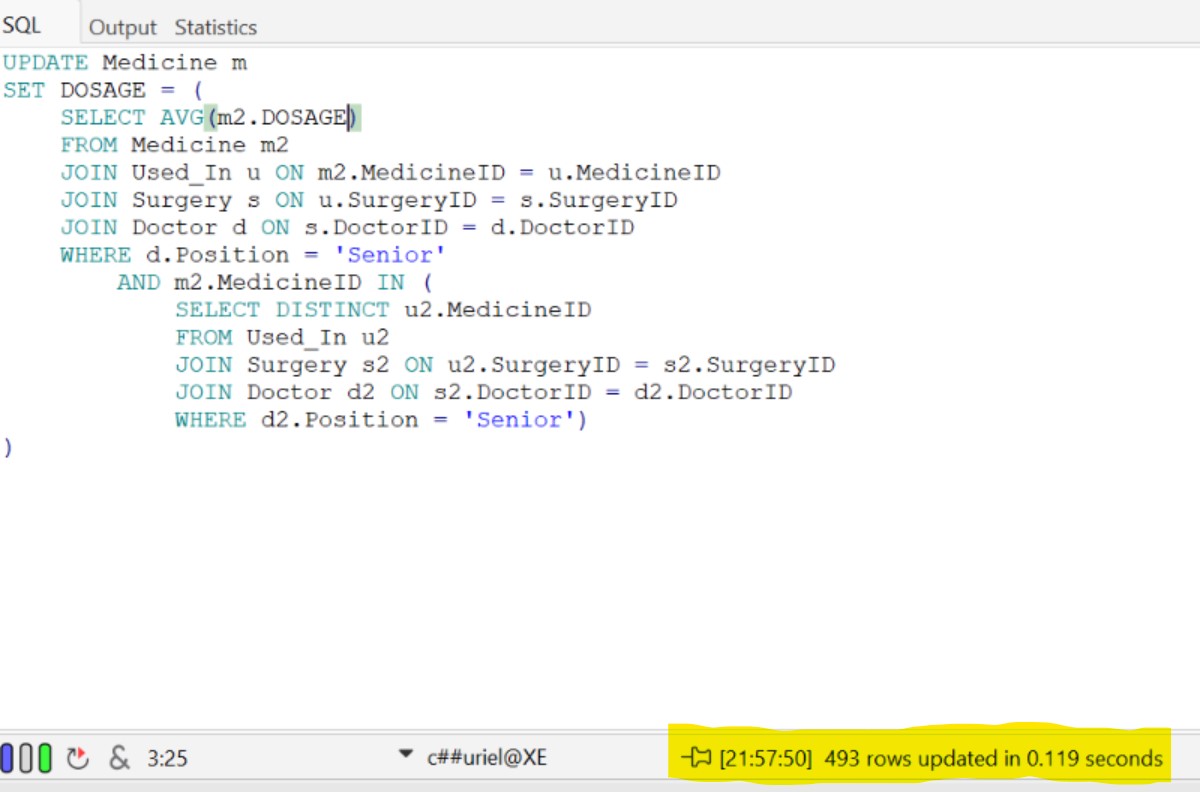 SQL Output Statistics
UPDATE Medicine m
SET DOSAGE = (
    SELECT AVG(m2.DOSAGE)
    FROM Medicine m2
    JOIN Used_In u ON m2.MedicineID = u.MedicineID
    JOIN Surgery s ON u.SurgeryID = s.SurgeryID
    JOIN Doctor d ON s.DoctorID = d.DoctorID
    WHERE d.Position = 'Senior'
        AND m2.MedicineID IN (
            SELECT DISTINCT u2.MedicineID
            FROM Used_In u2
            JOIN Surgery s2 ON u2.SurgeryID = s2.SurgeryID
            JOIN Doctor d2 ON s2.DoctorID = d2.DoctorID
            WHERE d2.Position = 'Senior')
)
& 3:25 c##uriel@XE [21:57:50] 493 rows updated in 0.119 seconds